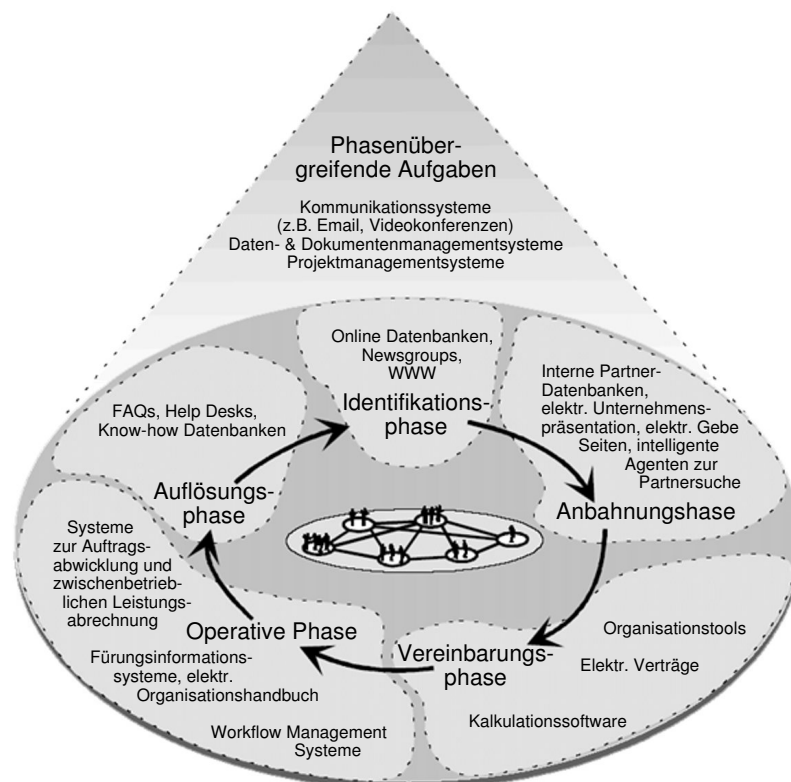 Phasenüber-
greifende Aufgaben
Kommunikationssysteme
(z.B. Email, Videokonferenzen)
Daten- & Dokumentenmanagementsysteme
Projektmanagementsysteme
Online Datenbanken,
Newsgroups,
WWW
Identifikations-
phase
Interne Partner-
Datenbanken,
elektr. Unternehmens-
präsentation, elektr. Gebe
Seiten, intelligente
Agenten zur
Partnersuche
Anbahnungshase
Organisationstools
Elektr. Verträge
Kalkulationssoftware
Vereinbarungs-
phase
Operative Phase
Systeme
zur Auftrags-
abwicklung und
zwischenbetrieb-
lichen Leistungs-
abrechnung
Fürungsinformations-
systeme, elektr.
Organisationshandbuch
Workflow Management
Systeme
FAQs, Help Desks,
Know-how Datenbanken
Auflösungs-
phase